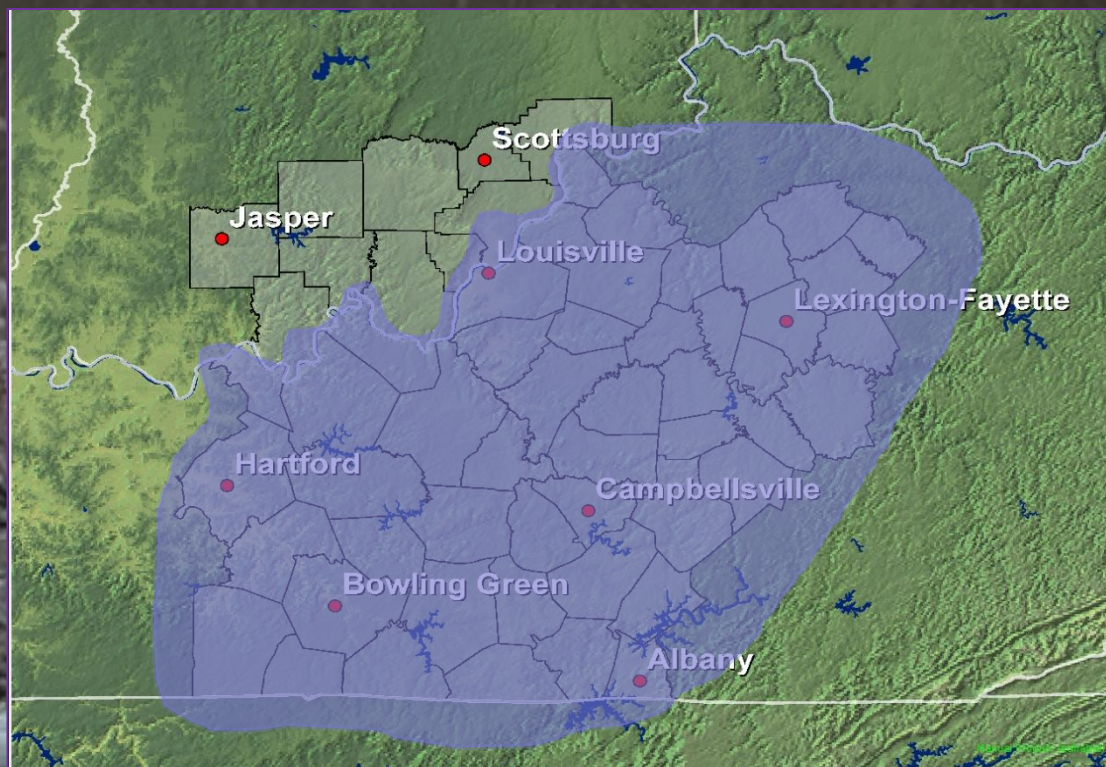 Scottsburg
Jasper
Louisville
Lexington-Fayette
Hartford
Campbellsville
Bowling Green
Albany